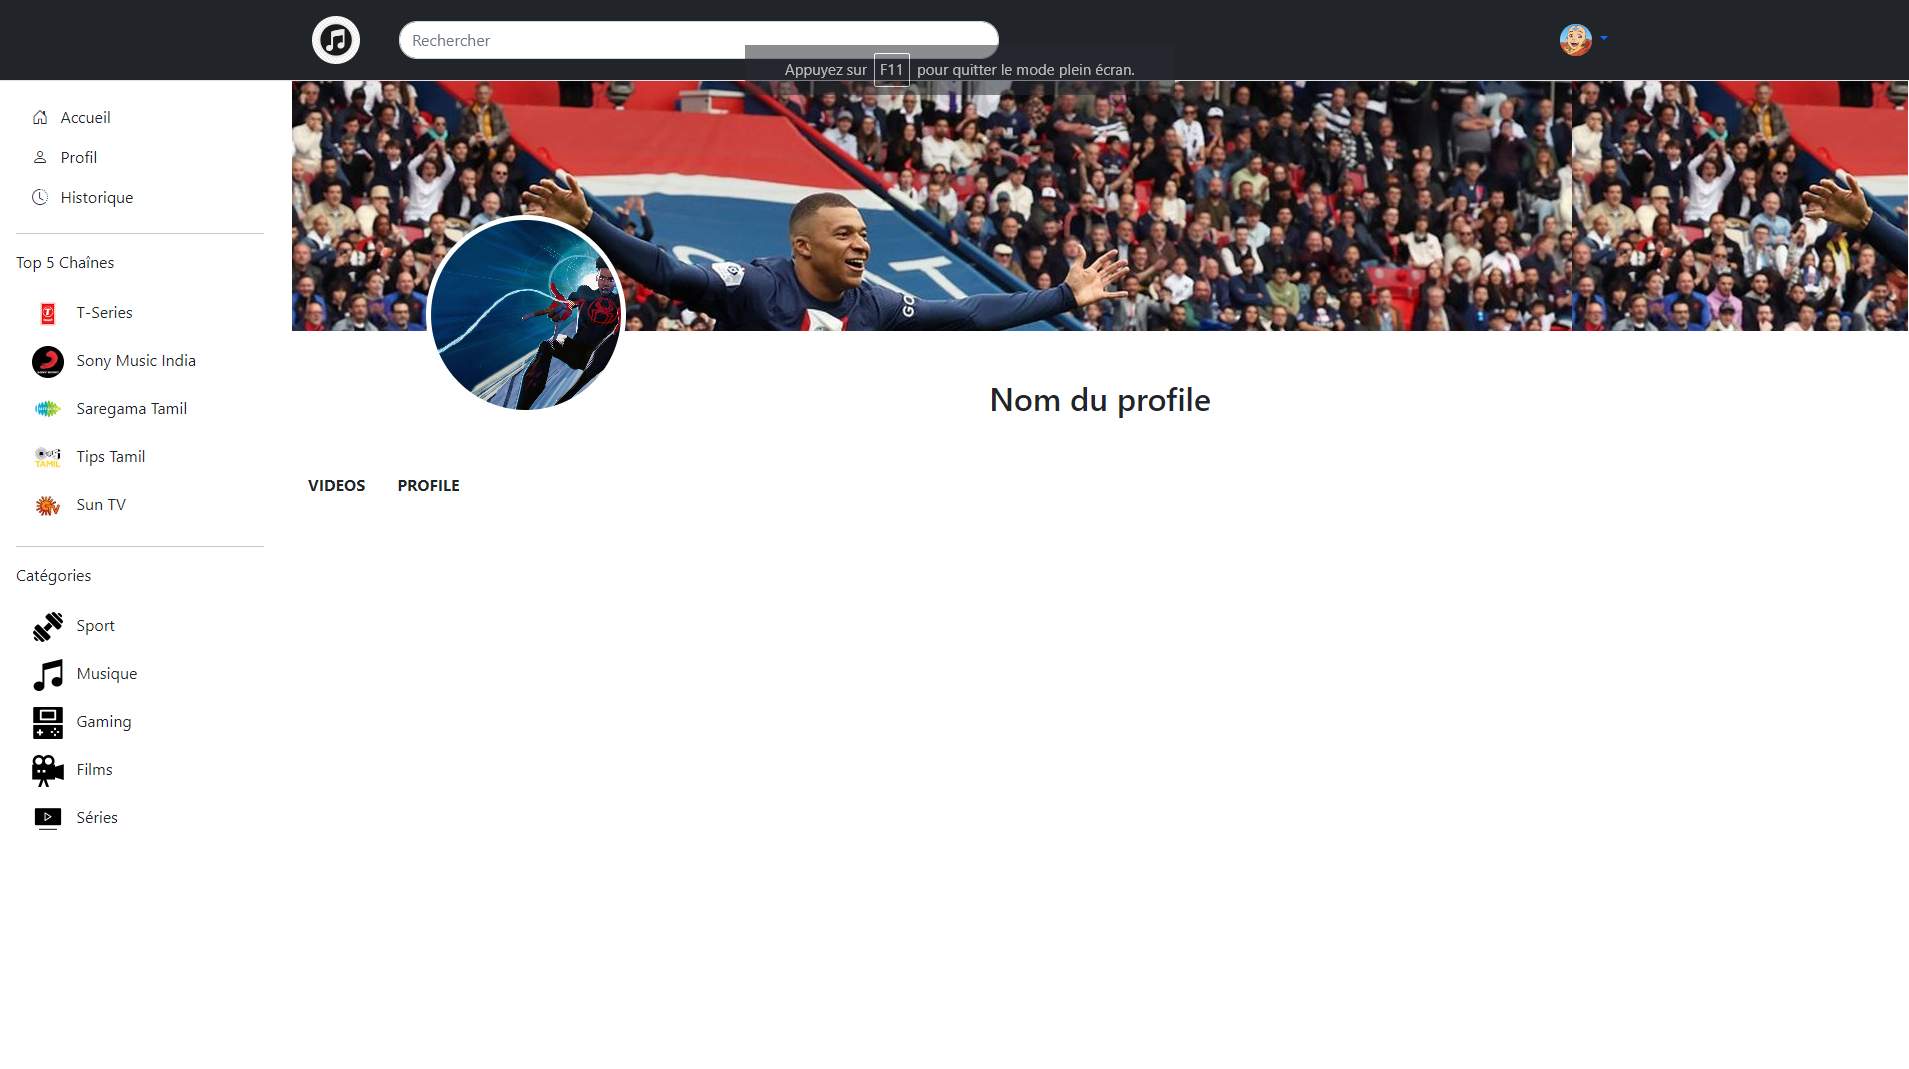 Rechercher
Appuyez sur F11 pour quitter le mode plein écran.
Accueil
Profil
Historique
Top 5 Chaînes
T-Series
Sony Music India
Saregama Tamil
Tips Tamil
Sun TV
Catégories
Sport
Musique
Gaming
Films
Séries
Nom du profile
VIDEOS PROFILE